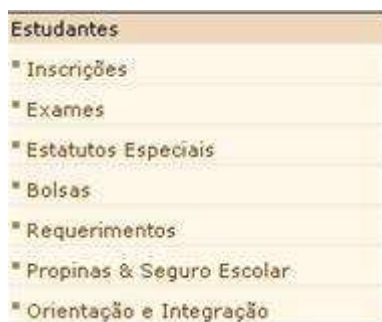 Estudantes
Inscrições
Exames
Estatutos Especiais
Bolsas
Requerimentos
Propinas & Seguro Escolar
Orientação e Integração